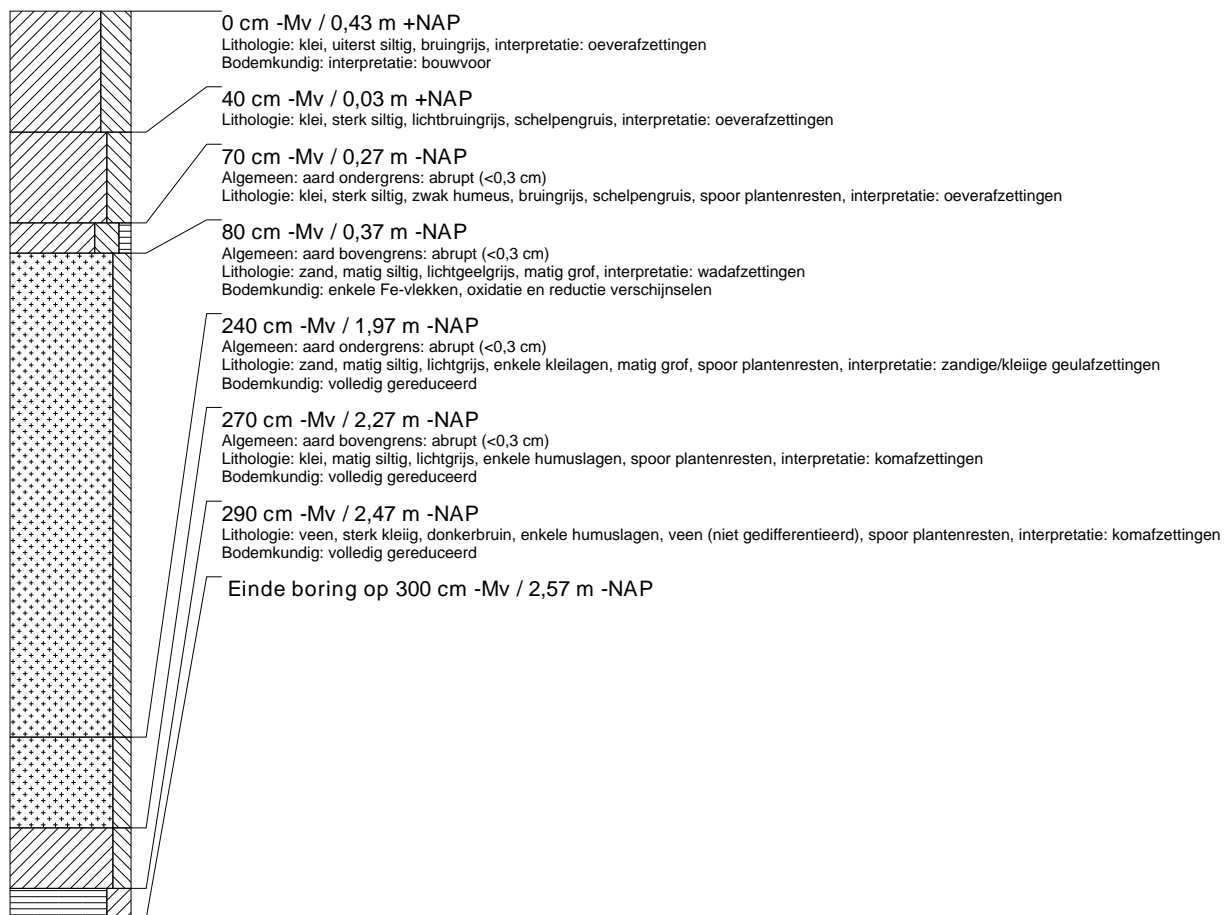 0 cm -Mv / 0,43 m +NAP
Lithologie: klei, uiterst siltig, bruingrijs, interpretatie: oeverafzettingen
Bodemkundig: interpretatie: bouwvoor
40 cm -Mv / 0,03 m +NAP
Lithologie: klei, sterk siltig, lichtbruingrijs, schelpengruis, interpretatie: oeverafzettingen
70 cm -Mv / 0,27 m -NAP
Algemeen: aard ondergrens: abrupt (<0,3 cm)
Lithologie: klei, sterk siltig, zwak humeus, bruingrijs, schelpengruis, spoor plantenresten, interpretatie: oeverafzettingen
80 cm -Mv / 0,37 m -NAP
Algemeen: aard bovengrens: abrupt (<0,3 cm)
Lithologie: zand, matig siltig, lichtgeelgrijs, matig grof, interpretatie: wadafzettingen
Bodemkundig: enkele Fe-vlekken, oxidatie en reductie verschijnselen
240 cm -Mv / 1,97 m -NAP
Algemeen: aard ondergrens: abrupt (<0,3 cm)
Lithologie: zand, matig siltig, lichtgrijs, enkele kleilagen, matig grof, spoor plantenresten, interpretatie: zandige/kleiige geulafzettingen
Bodemkundig: volledig gereduceerd
270 cm -Mv / 2,27 m -NAP
Algemeen: aard bovengrens: abrupt (<0,3 cm)
Lithologie: klei, matig siltig, lichtgrijs, enkele humuslagen, spoor plantenresten, interpretatie: komafzettingen
Bodemkundig: volledig gereduceerd
290 cm -Mv / 2,47 m -NAP
Lithologie: veen, sterk kleiig, donkerbruin, enkele humuslagen, veen (niet gedifferentieerd), spoor plantenresten, interpretatie: komafzettingen
Bodemkundig: volledig gereduceerd
Einde boring op 300 cm -Mv / 2,57 m -NAP